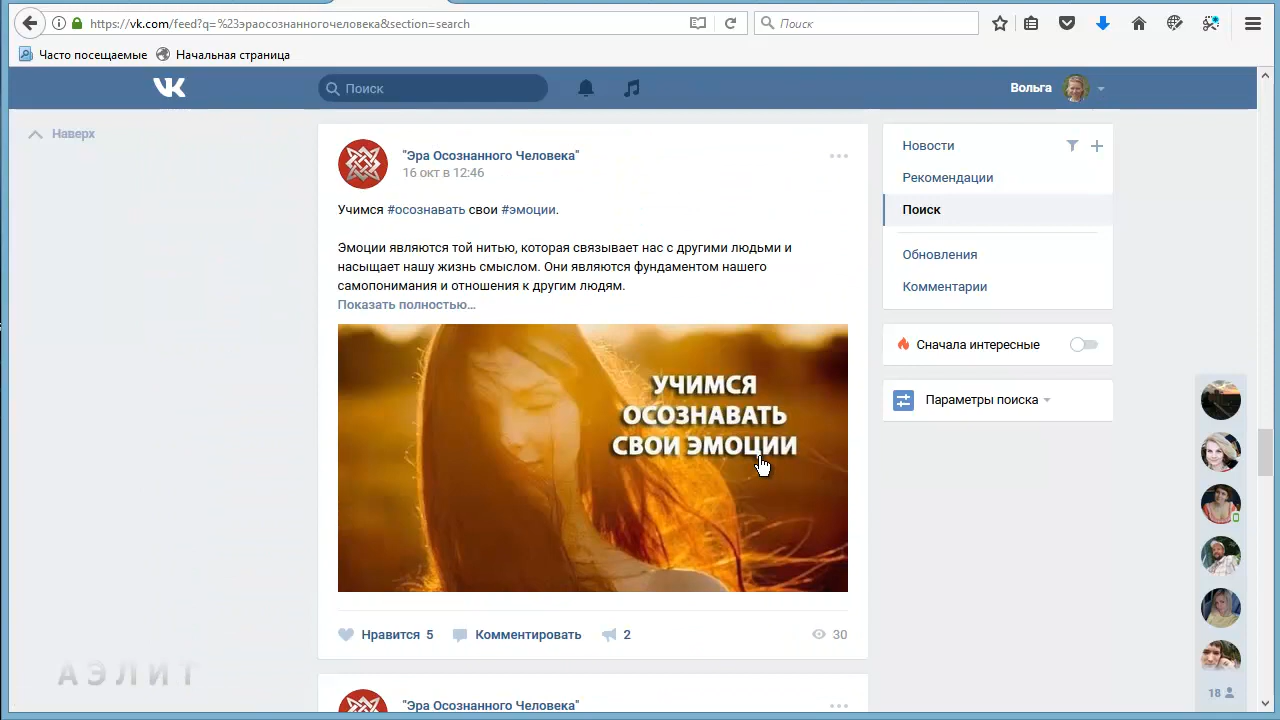 https://vk.com/feed?q=%23эраосознанногочеловека&section=search
Поиск
Часто посещаемые
Начальная страница
Поиск
Вольга
Наверх
"Эра Осознанного Человека"
16 окт в 12:46
Учимся #осознавать свои #эмоции.
Эмоции являются той нитью, которая связывает нас с другими людьми и
насыщает нашу жизнь смыслом. Они являются фундаментом нашего
самопонимания и отношения к другим людям.
Показать полностью…
УЧИМСЯ
ОСОЗНАВАТЬ
СВОИ ЭМОЦИИ
Нравится 5
Комментировать
2
30
"Эра Осознанного Человека"
Новости
Рекомендации
Поиск
Обновления
Комментарии
Сначала интересные
Параметры поиска
18
АЭЛИТ